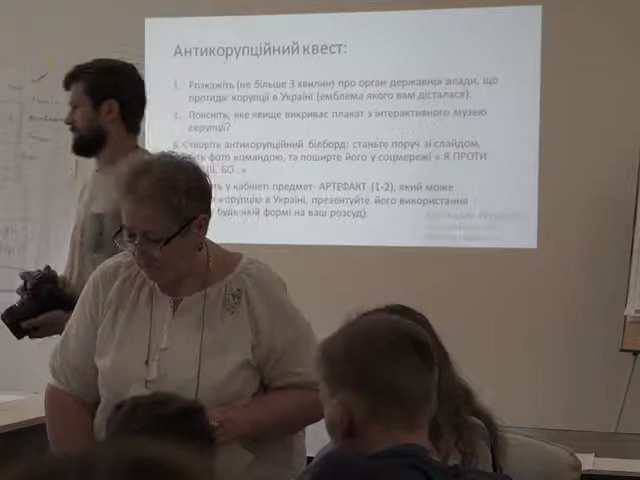 Антикорупційний квест:
1. Розкажіть (не більше 3 хвилин) про орган державної влади, що
протидіє корупції в Україні (емблема якого вам дісталася).
2. Поясніть, яке явище викриває плакат з інтерактивного музею
корупції?
3. Створіть антикорупційний білборд: станьте поруч зі слайдом,
фото командою, та поширте його у соцмережі « Я ПРОТИ
БО..»
у кабінеті предмет- АРТЕФАКТ (1-2), який може
корупцію в Україні, презентуйте його використання
будь-якій формі на ваш розсуд).